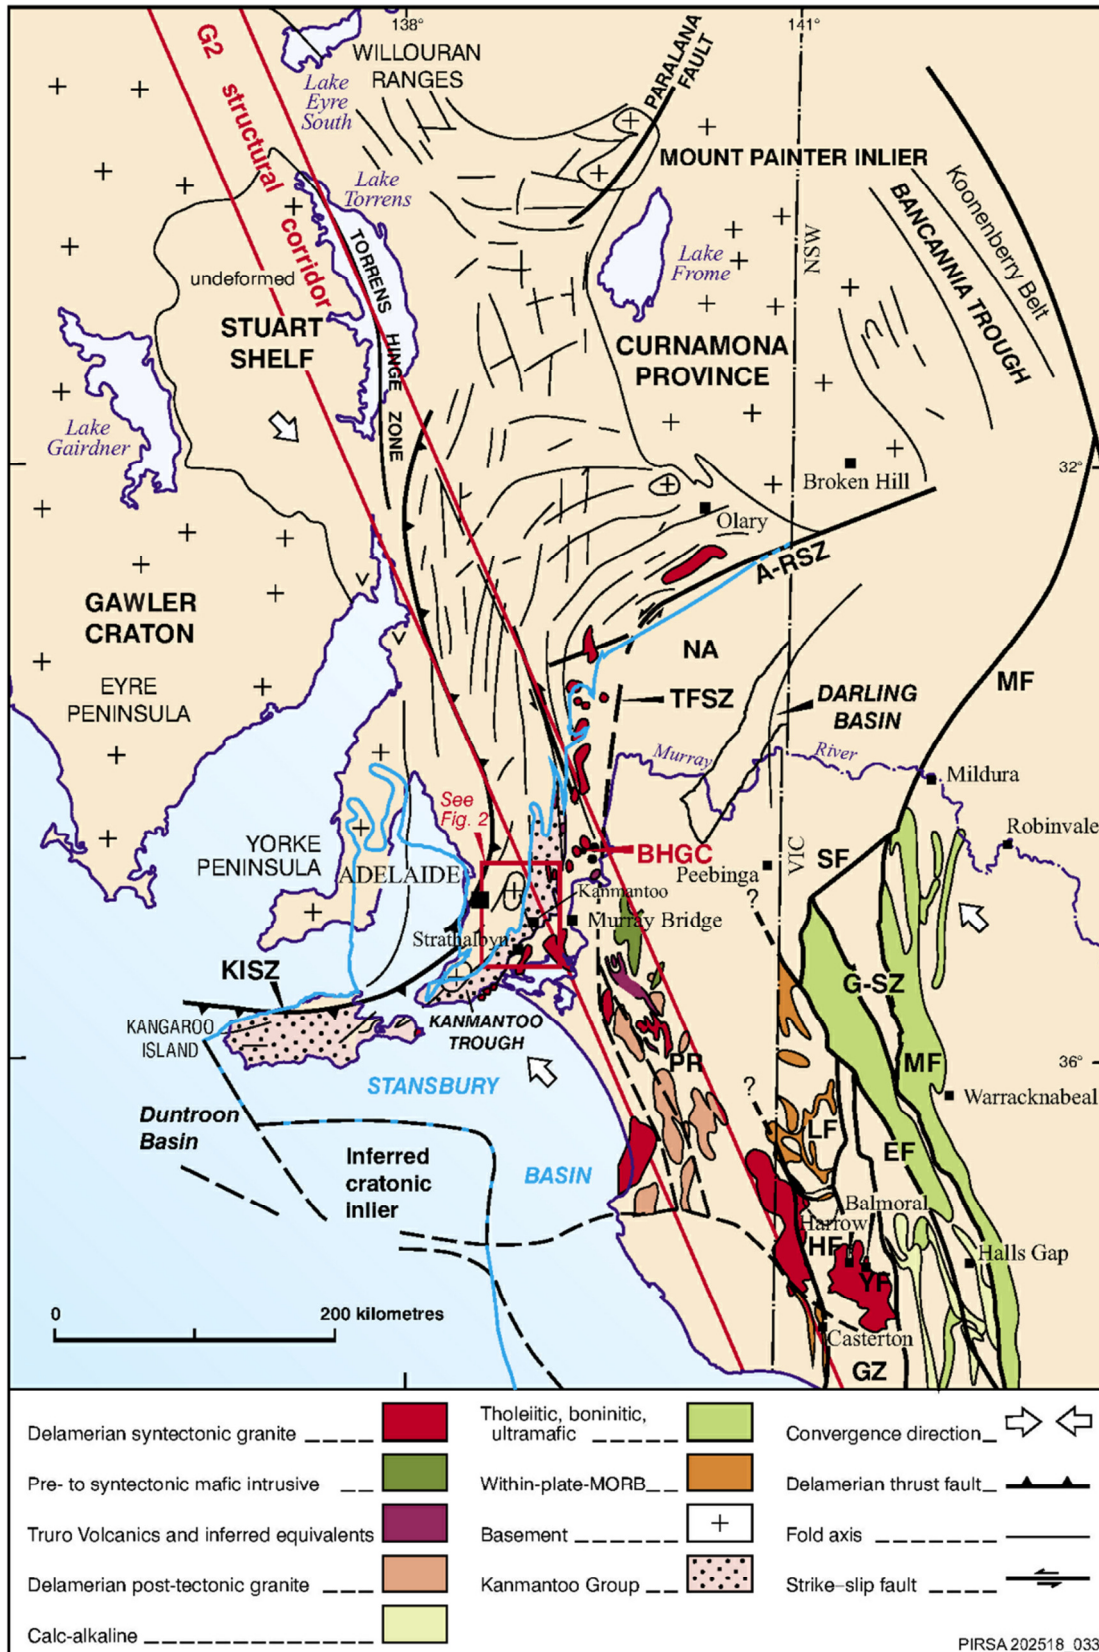 138°
141°
G2 structural corridor
WILLOURAN
RANGES
Lake
Eyre
South
PARALANA
FAULT
MOUNT PAINTER INLIER
Lake
Torrens
Koonenberry Belt
BANCANNIA TROUGH
NSW
TORRENS HINGE ZONE
undeformed
Lake
Frome
STUART
SHELF
CURNAMONA
PROVINCE
Lake
Gairdner
32°
Broken Hill
Olary
A-RSZ
GAWLER
CRATON
NA
EYRE
PENINSULA
TFSZ
MF
DARLING
BASIN
Murray River
Mildura
See
Fig. 2
Robinvale
YORKE
PENINSULA
ADELAIDE
BHGC
SF
Peebinga
VIC
?
Kanmantoo
Murray Bridge
Strathalbyn
KISZ
G-SZ
KANGAROO
ISLAND
KANMANTOO
TROUGH
PR
MF
36°
STANSBURY
?
Warracknabeal
Duntroon
Basin
LF
EF
Inferred
cratonic
inlier
BASIN
Balmoral
Harrow
HF
Halls Gap
YF
0
200 kilometres
Casterton
GZ
Delamerian syntectonic granite
Pre- to syntectonic mafic intrusive
Truro Volcanics and inferred equivalents
Delamerian post-tectonic granite
Calc-alkaline
Tholeiitic, boninitic,
ultramafic
Within-plate-MORB
Basement
Kanmantoo Group
Convergence direction
Delamerian thrust fault
Fold axis
Strike–slip fault
PIRSA 202518_033